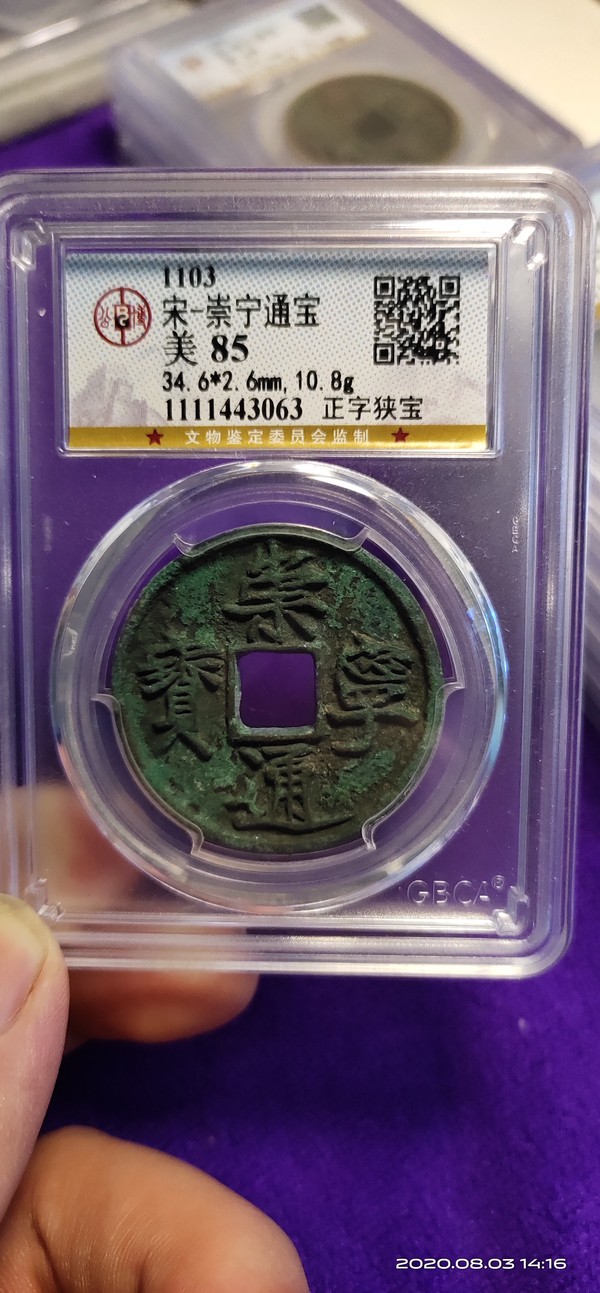 1103
宋-崇宁通宝
美 85
34.6*2.6mm,10.8g
1111443063 正字狭宝
公 B 博
★ 文物鉴定委员会监制 ★
崇
寶 寧
通
GBCA®
2020.08.03 14:16